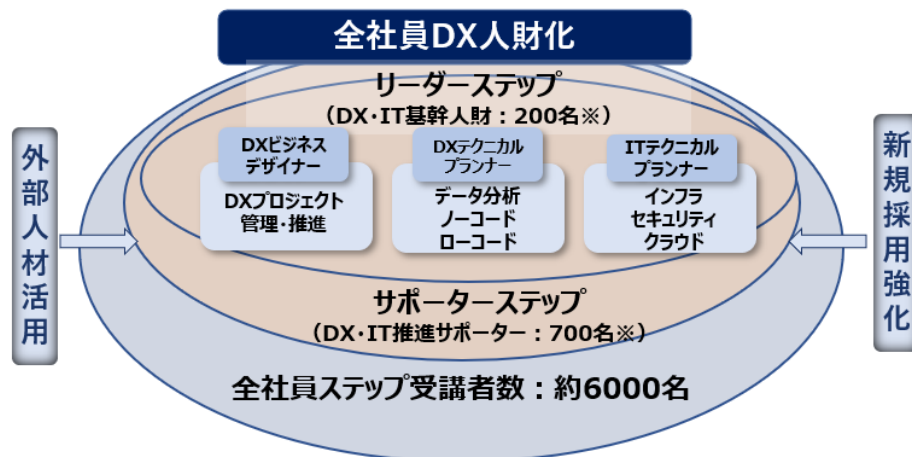 全社員DX人財化
リーダーステップ
(DX･IT基幹人財：200名※)
DXビジネス
デザイナー
DXプロジェクト
管理･推進
DXテクニカル
プランナー
データ分析
ノーコード
ローコード
ITテクニカル
プランナー
インフラ
セキュリティ
クラウド
外部人材活用
新規採用強化
サポーターステップ
(DX･IT推進サポーター：700名※)
全社員ステップ受講者数：約6000名